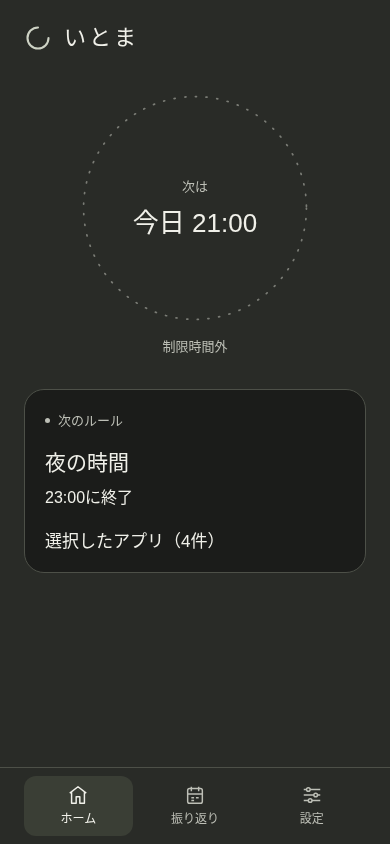 いとま
次は
今日 21:00
制限時間外
次のルール
夜の時間
23:00に終了
選択したアプリ（4件）
ホーム
振り返り
設定